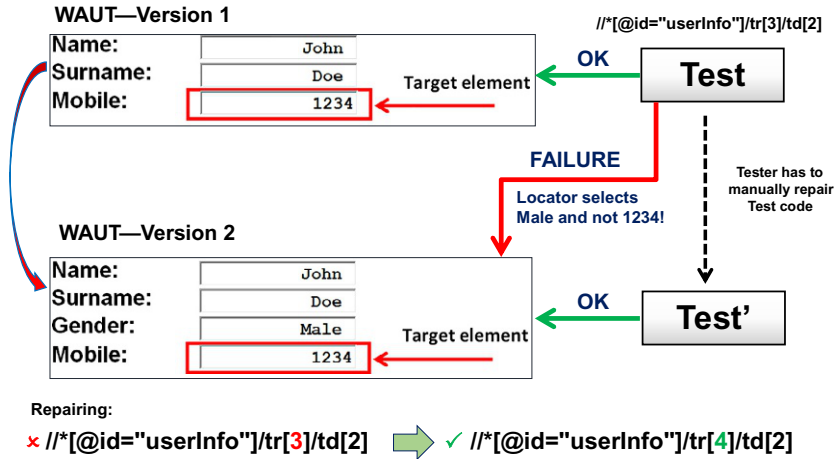 WAUT—Version 1
//*[@id="userInfo"]/tr[3]/td[2]
Name: John
Surname: Doe
Mobile: 1234
Target element
OK
Test
FAILURE
Locator selects
Male and not 1234!
Tester has to
manually repair
Test code
WAUT—Version 2
Name: John
Surname: Doe
Gender: Male
Mobile: 1234
Target element
OK
Test’
Repairing:
× //*[@id="userInfo"]/tr[3]/td[2] ✓ //*[@id="userInfo"]/tr[4]/td[2]